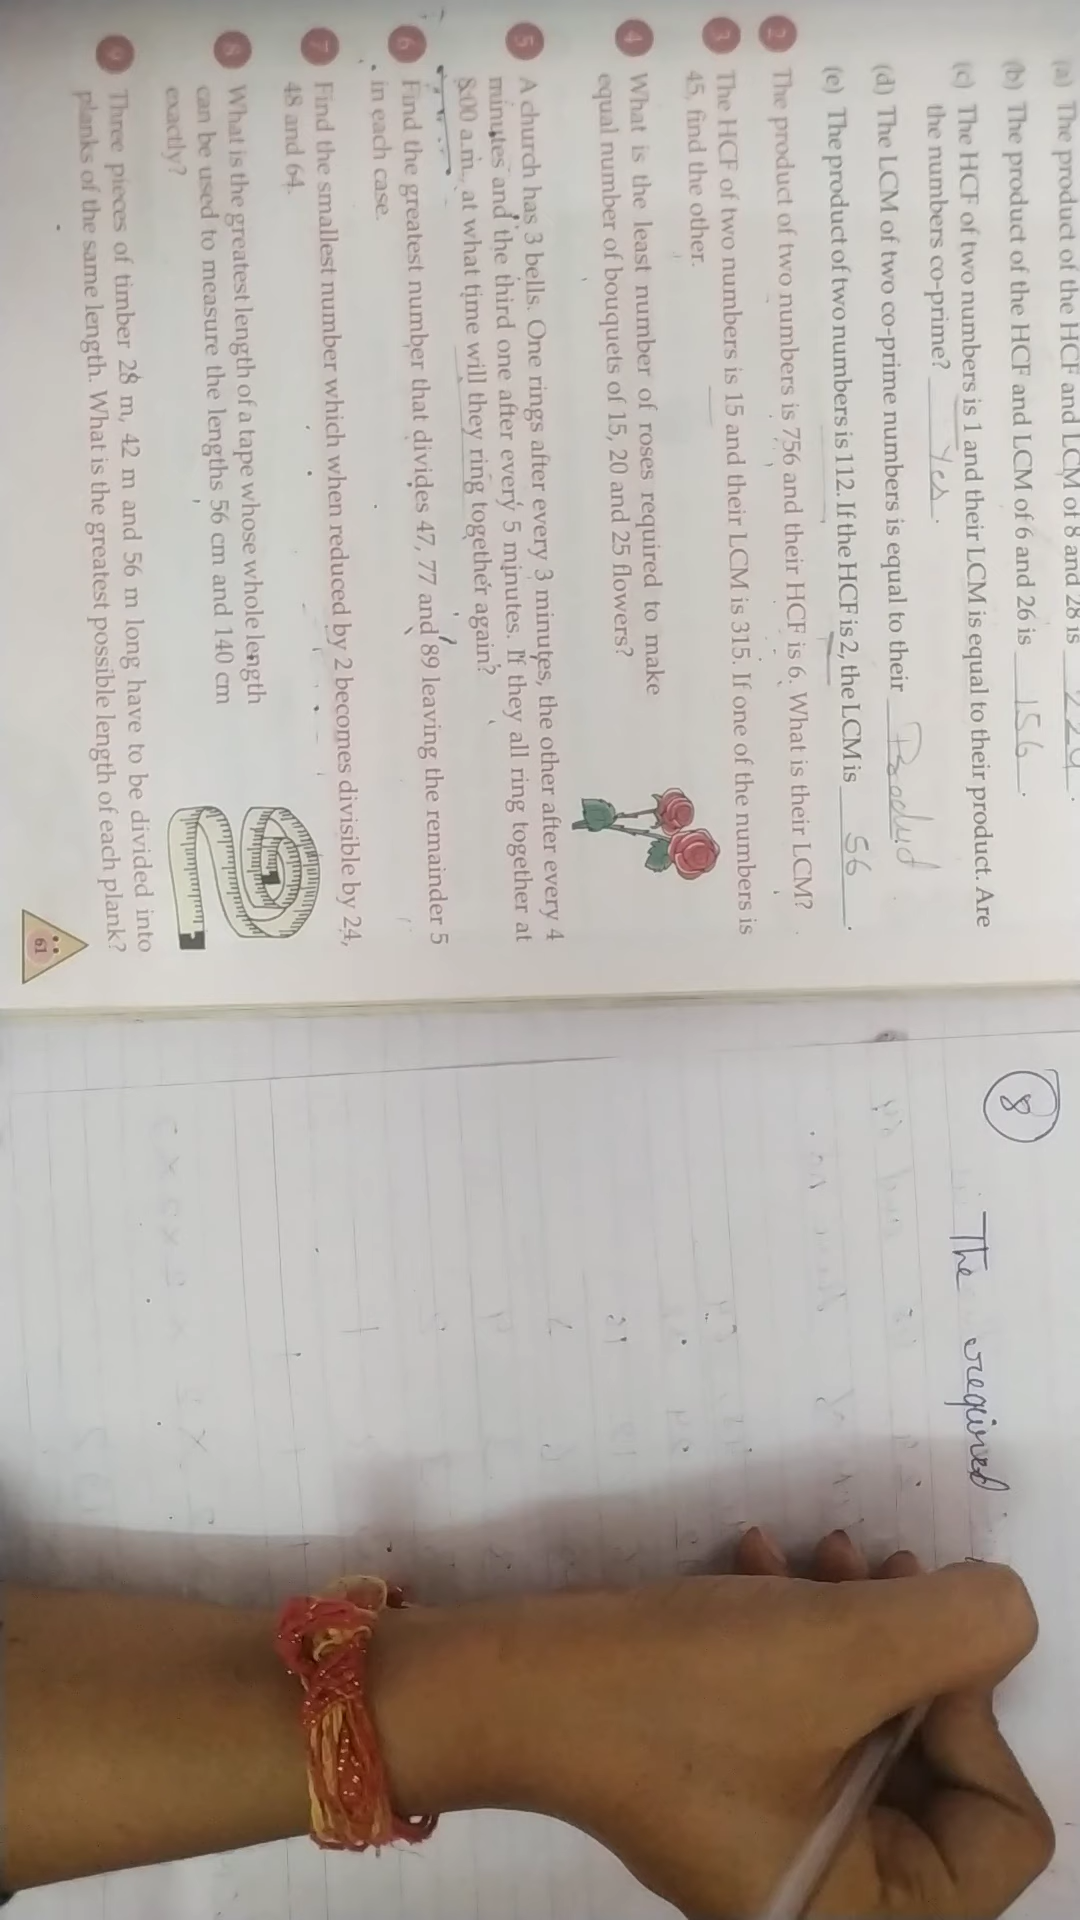 (a) The product of the HCF and LCM of 8 and 28 is 224.
(b) The product of the HCF and LCM of 6 and 26 is 156.
(c) The HCF of two numbers is 1 and their LCM is equal to their product. Are
the numbers co-prime? Yes.
(d) The LCM of two co-prime numbers is equal to their Product
(e) The product of two numbers is 112. If the HCF is 2, the LCM is 56.
2 The product of two numbers is 756 and their HCF is 6. What is their LCM?
3 The HCF of two numbers is 15 and their LCM is 315. If one of the numbers is
45, find the other.
4 What is the least number of roses required to make
equal number of bouquets of 15, 20 and 25 flowers?
5 A church has 3 bells. One rings after every 3 minutes, the other after every 4
minutes and the third one after every 5 minutes. If they all ring together at
8:00 a.m., at what time will they ring together again?
6 Find the greatest number that divides 47, 77 and 89 leaving the remainder 5
in each case.
7 Find the smallest number which when reduced by 2 becomes divisible by 24,
48 and 64.
8 What is the greatest length of a tape whose whole length
can be used to measure the lengths 56 cm and 140 cm
exactly?
9 Three pieces of timber 28 m, 42 m and 56 m long have to be divided into
planks of the same length. What is the greatest possible length of each plank?
61
8 The required